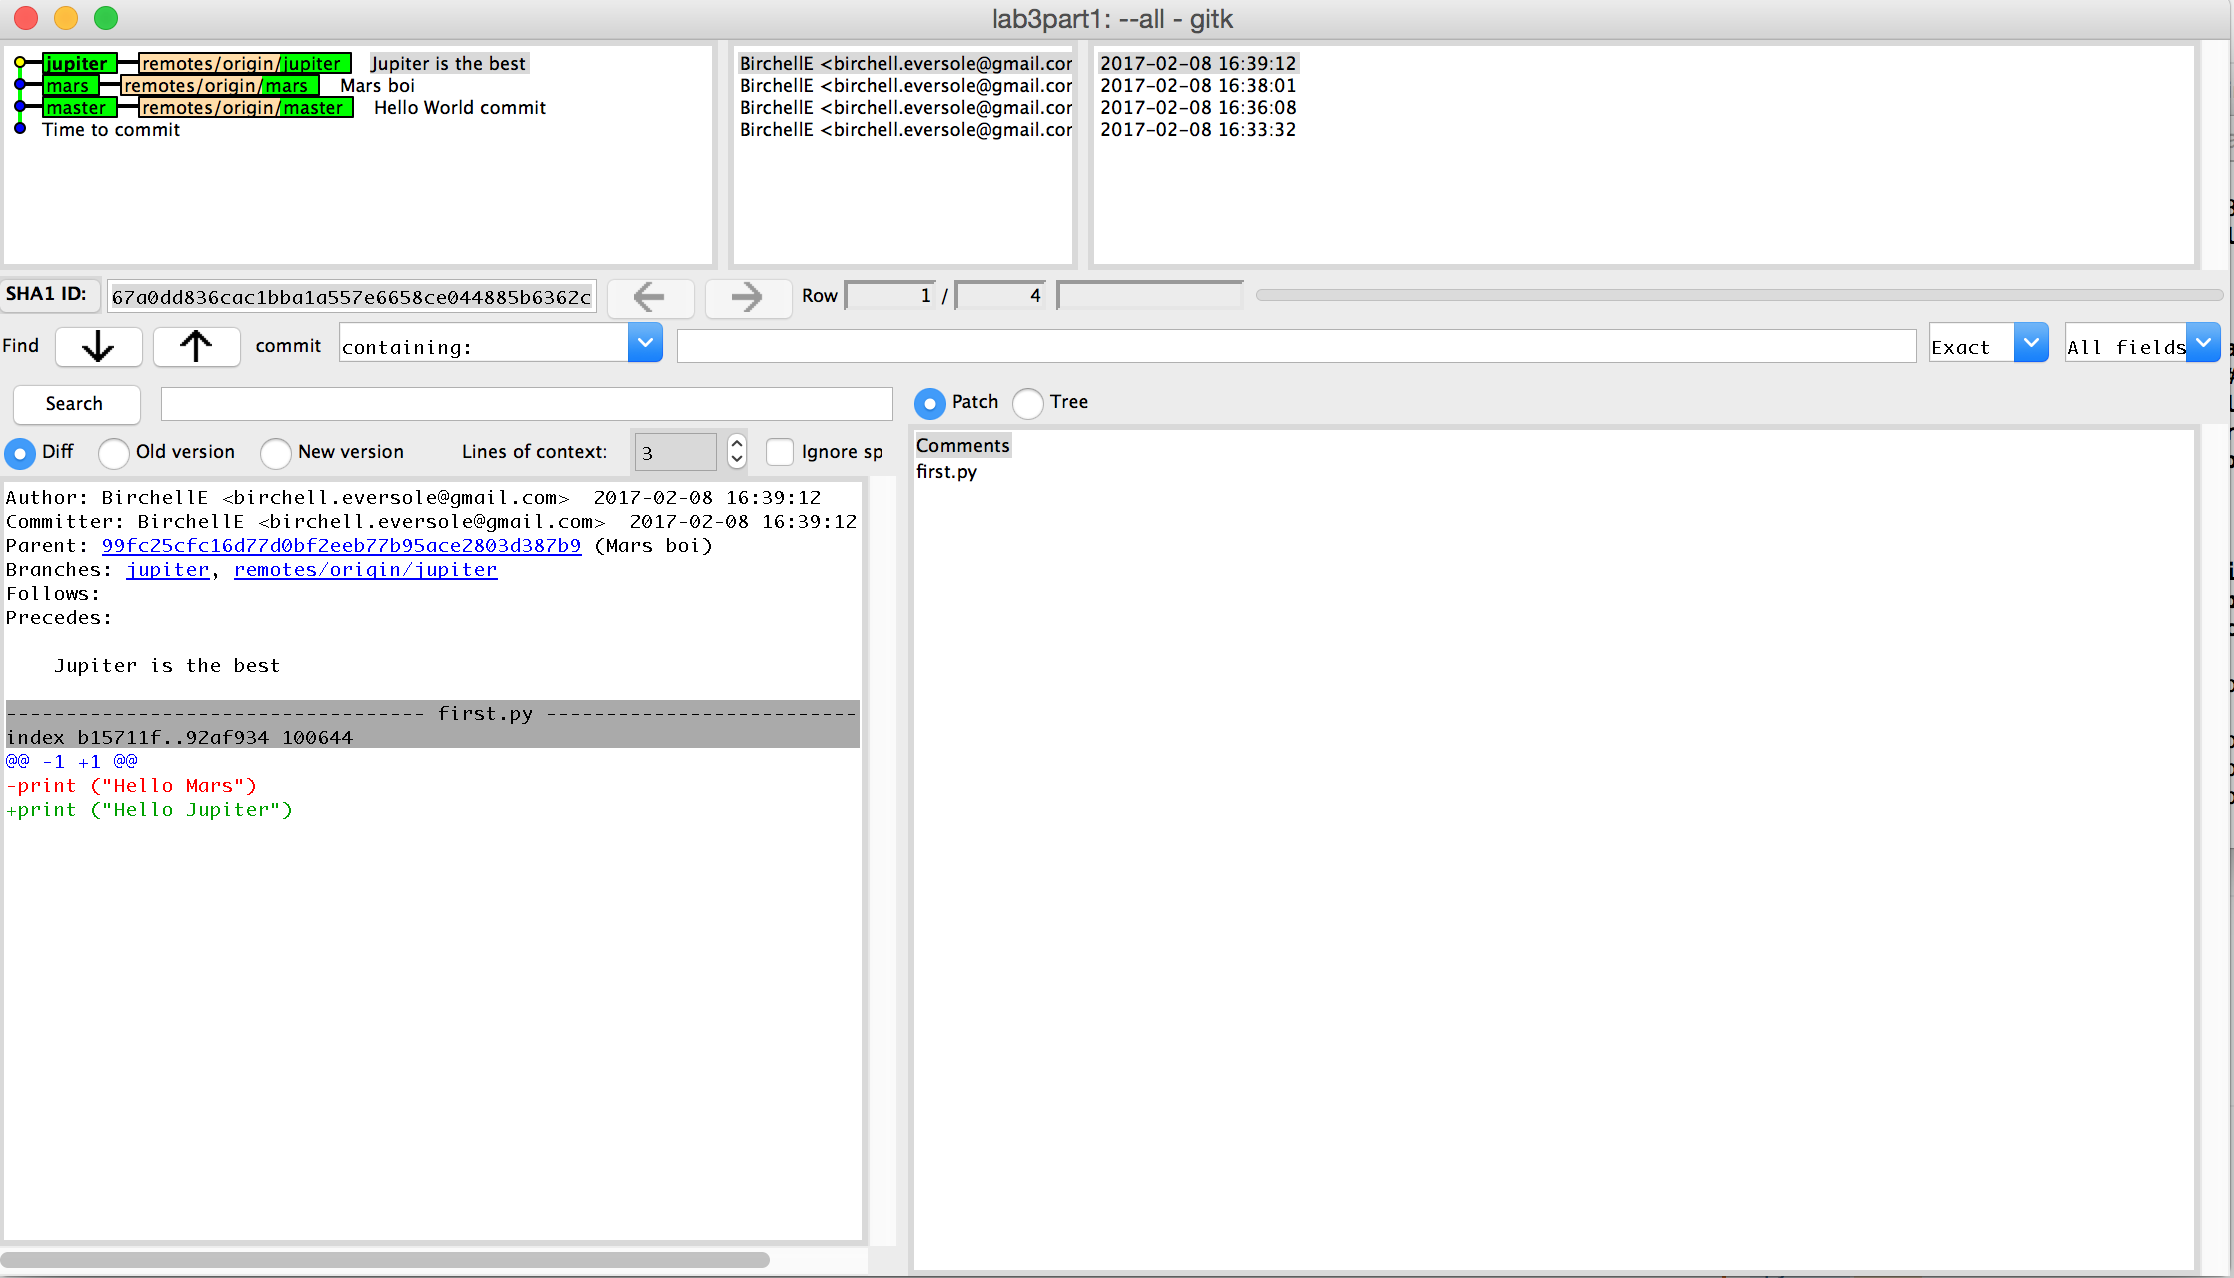 lab3part1: --all - gitk
jupiter remotes/origin/jupiter Jupiter is the best BirchellE <birchell.eversole@gmail.cor 2017-02-08 16:39:12
mars remotes/origin/mars Mars boi BirchellE <birchell.eversole@gmail.cor 2017-02-08 16:38:01
master remotes/origin/master Hello World commit BirchellE <birchell.eversole@gmail.cor 2017-02-08 16:36:08
Time to commit BirchellE <birchell.eversole@gmail.cor 2017-02-08 16:33:32
SHA1 ID: 67a0dd836cac1bba1a557e6658ce044885b6362c Row 1 / 4
Find commit containing: Exact All fields
Search Patch Tree
Diff Old version New version Lines of context: 3 Ignore sp
Comments
first.py
Author: BirchellE <birchell.eversole@gmail.com>  2017-02-08 16:39:12
Committer: BirchellE <birchell.eversole@gmail.com>  2017-02-08 16:39:12
Parent: 99fc25cfc16d77d0bf2eeb77b95ace2803d387b9 (Mars boi)
Branches: jupiter, remotes/origin/jupiter
Follows:
Precedes:
Jupiter is the best
----------------------------------- first.py --------------------------
index b15711f..92af934 100644
@@ -1 +1 @@
-print ("Hello Mars")
+print ("Hello Jupiter")